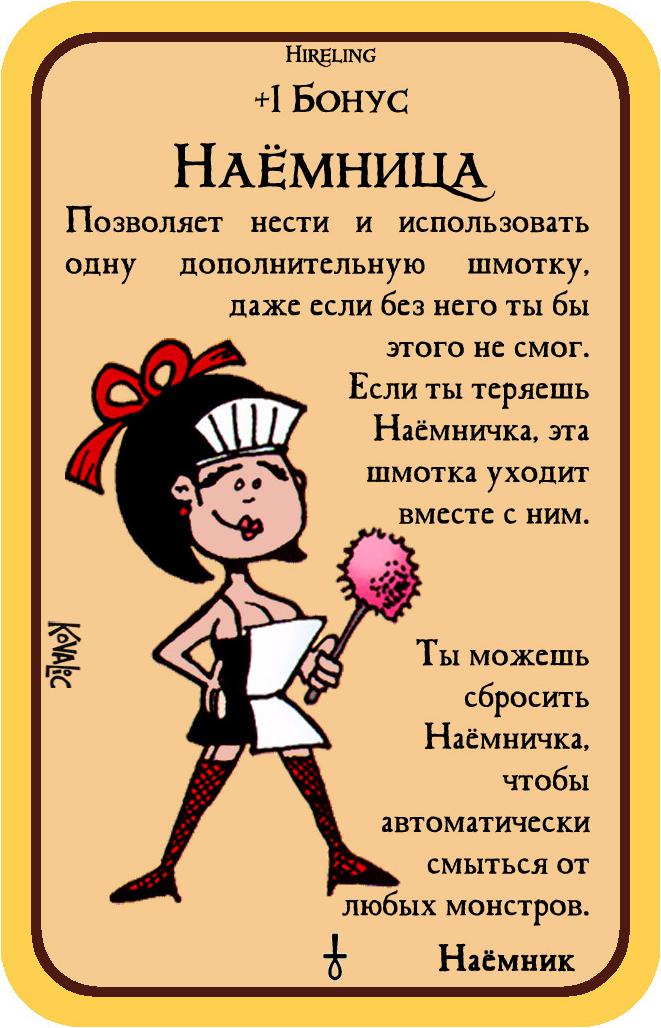 Hireling
+1 Бонус
Наёмница
Позволяет нести и использовать
одну дополнительную шмотку,
даже если без него ты бы
этого не смог.
Если ты теряешь
Наёмничка, эта
шмотка уходит
вместе с ним.
Kovalic
Ты можешь
сбросить
Наёмничка,
чтобы
автоматически
смыться от
любых монстров.
Наёмник